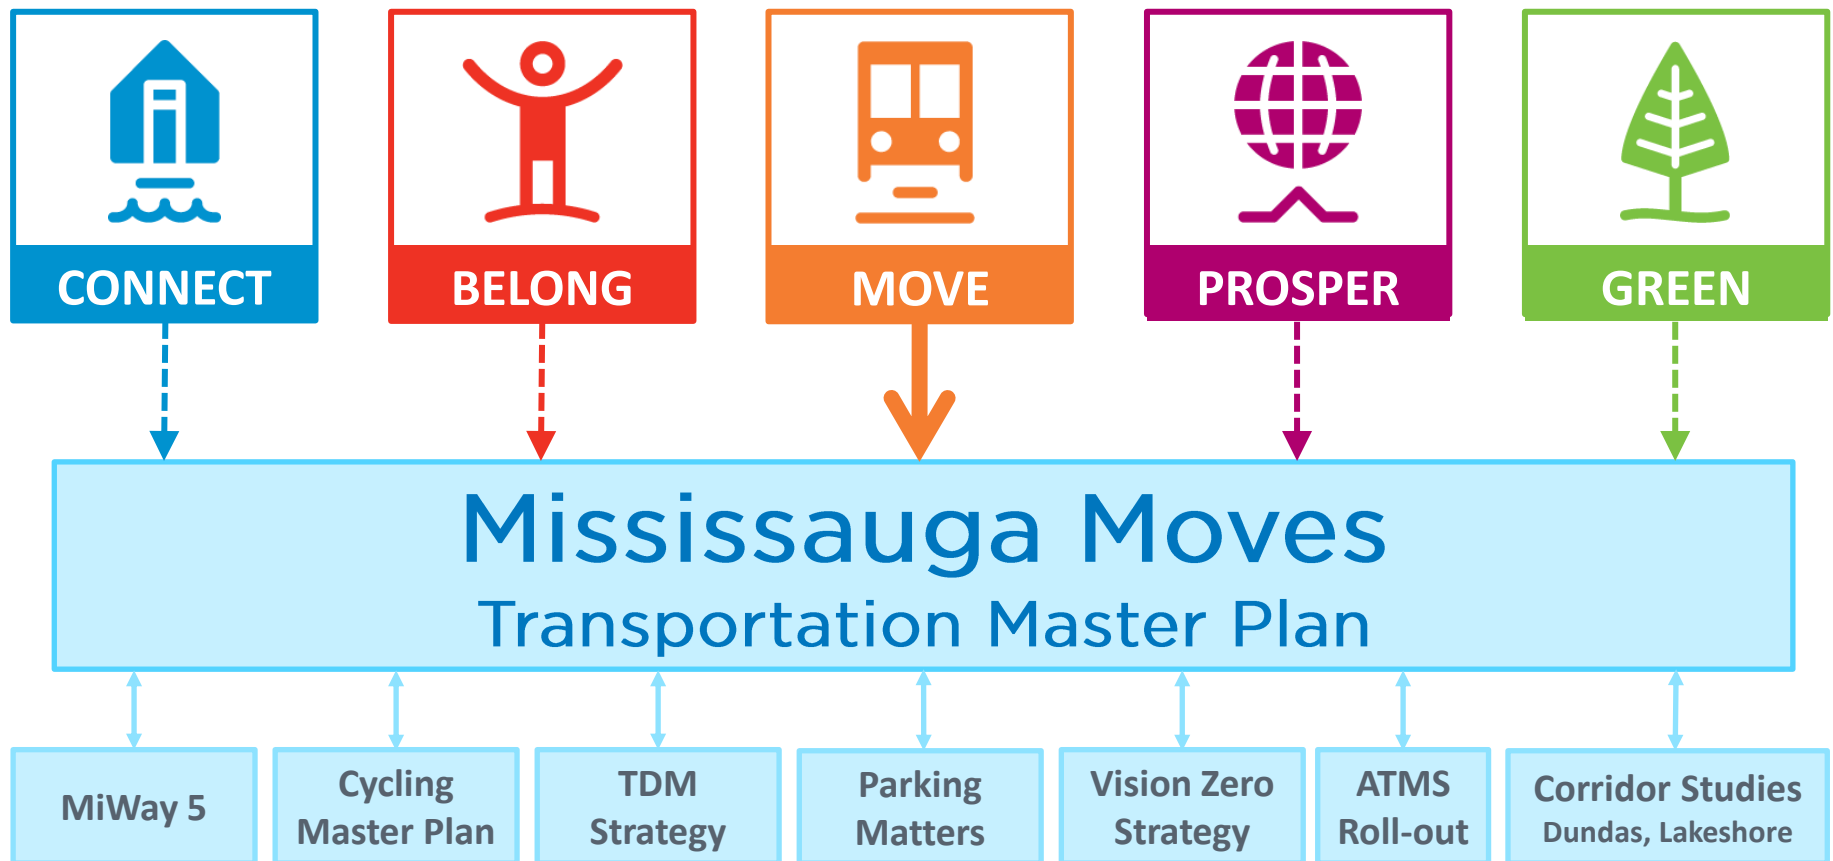 CONNECT
BELONG
MOVE
PROSPER
GREEN
Mississauga Moves
Transportation Master Plan
MiWay 5
Cycling
Master Plan
TDM
Strategy
Parking
Matters
Vision Zero
Strategy
ATMS
Roll-out
Corridor Studies
Dundas, Lakeshore